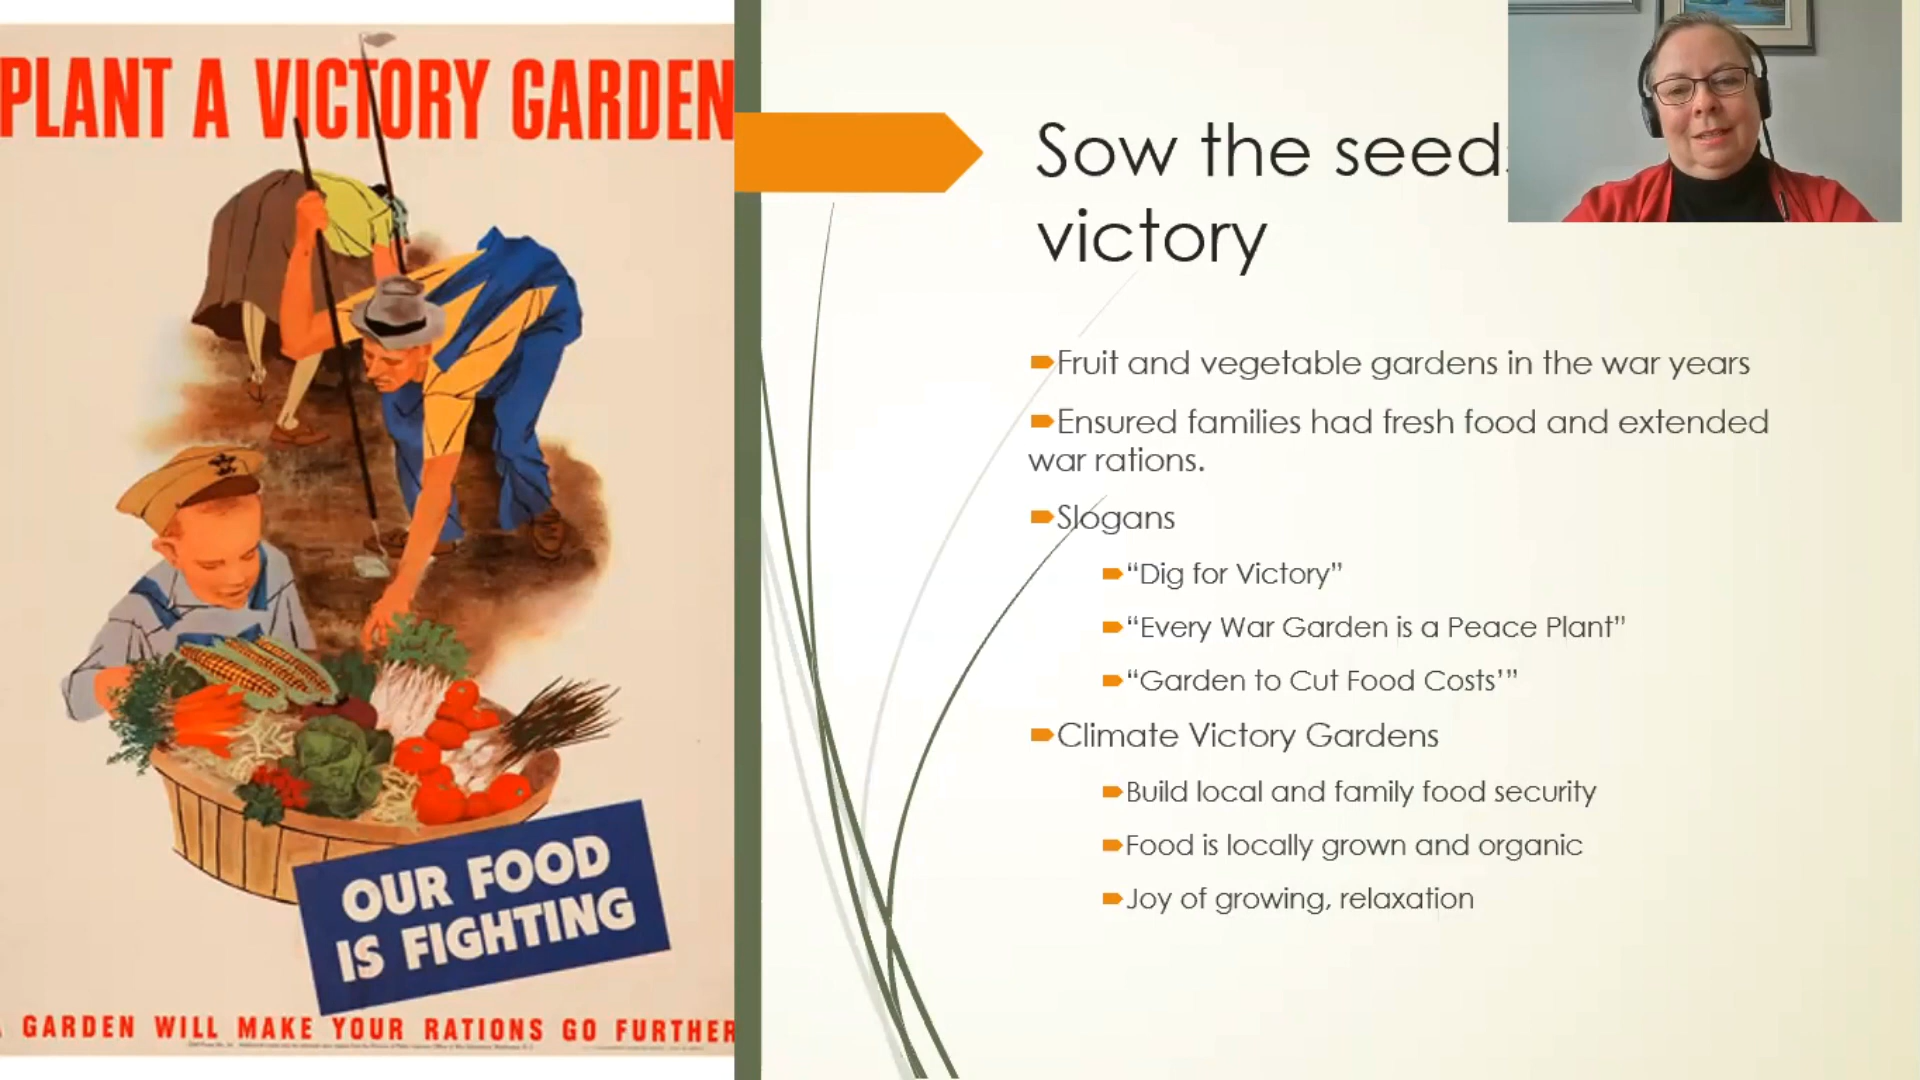 PLANT A VICTORY GARDEN
OUR FOOD
IS FIGHTING
GARDEN WILL MAKE YOUR RATIONS GO FURTHER
Sow the seeds
victory
Fruit and vegetable gardens in the war years
Ensured families had fresh food and extended
war rations.
Slogans
“Dig for Victory”
“Every War Garden is a Peace Plant”
“Garden to Cut Food Costs’”
Climate Victory Gardens
Build local and family food security
Food is locally grown and organic
Joy of growing, relaxation